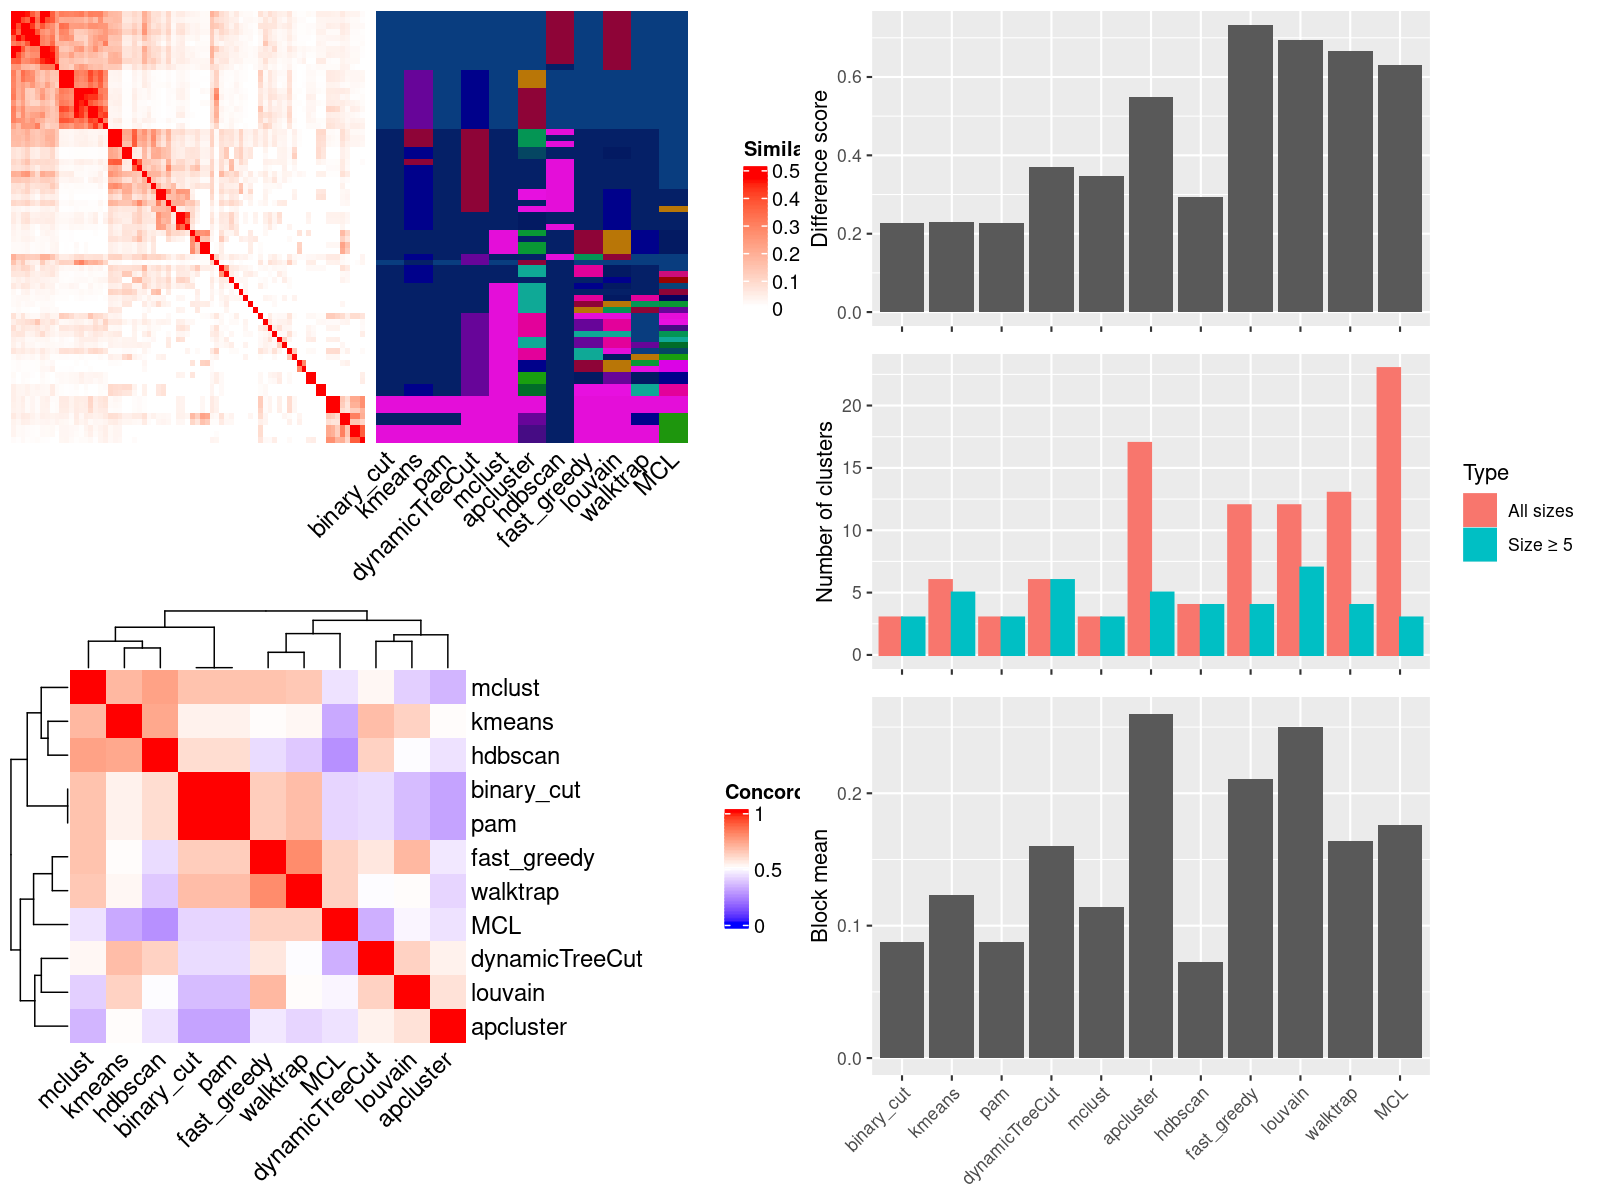 Simila
0.5
0.4
0.3
0.2
0.1
0
binary_cut
kmeans
pam
dynamicTreeCut
mclust
apcluster
hdbscan
fast_greedy
louvain
walktrap
MCL
Difference score
0.6
0.4
0.2
0.0
Number of clusters
20
15
10
5
0
Type
All sizes
Size ≥ 5
mclust
kmeans
hdbscan
binary_cut
pam
fast_greedy
walktrap
MCL
dynamicTreeCut
louvain
apcluster
mclust
kmeans
hdbscan
binary_cut
pam
fast_greedy
walktrap
MCL
dynamicTreeCut
louvain
apcluster
Concord
1
0.5
0
Block mean
0.2
0.1
0.0
binary_cut
kmeans
pam
dynamicTreeCut
mclust
apcluster
hdbscan
fast_greedy
louvain
walktrap
MCL